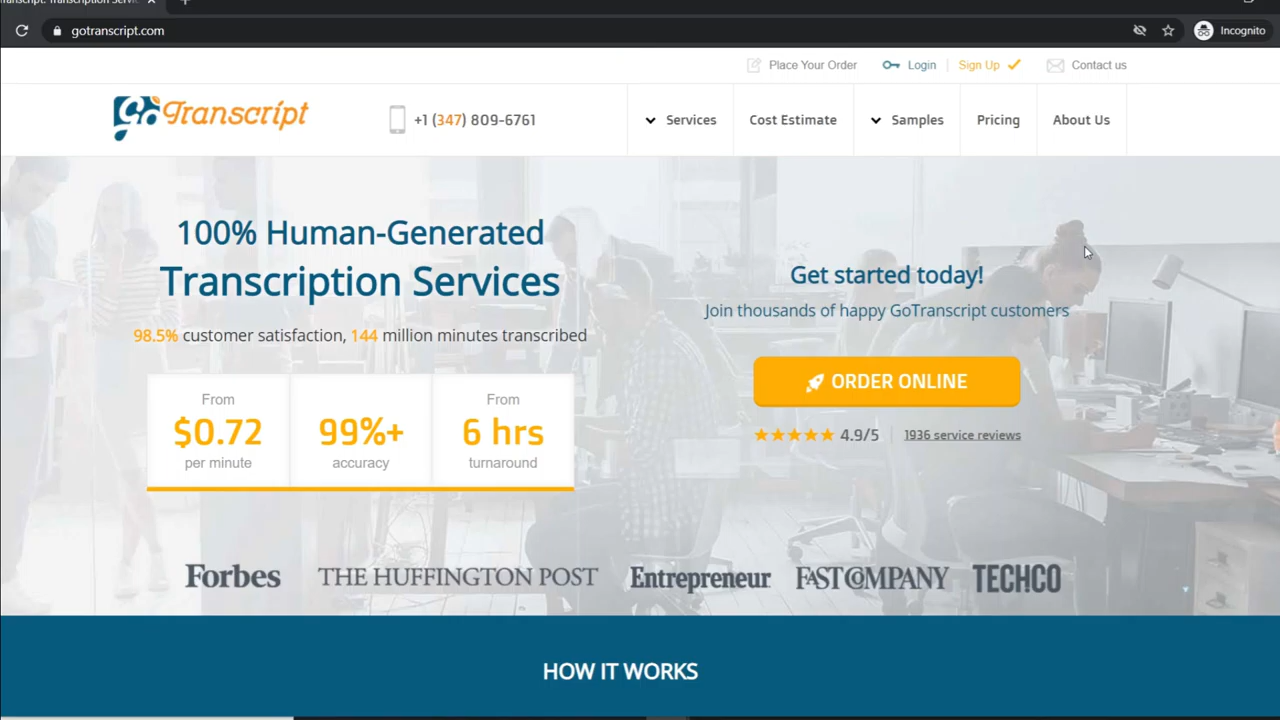 gotranscript.com
Incognito
Place Your Order
Login
Sign Up
Contact us
GoTranscript
+1 (347) 809-6761
Services
Cost Estimate
Samples
Pricing
About Us
100% Human-Generated
Transcription Services
98.5% customer satisfaction, 144 million minutes transcribed
From
$0.72
per minute
99%+
accuracy
From
6 hrs
turnaround
Get started today!
Join thousands of happy GoTranscript customers
ORDER ONLINE
4.9/5
1936 service reviews
Forbes
THE HUFFINGTON POST
Entrepreneur
FAST COMPANY
TECHCO
HOW IT WORKS